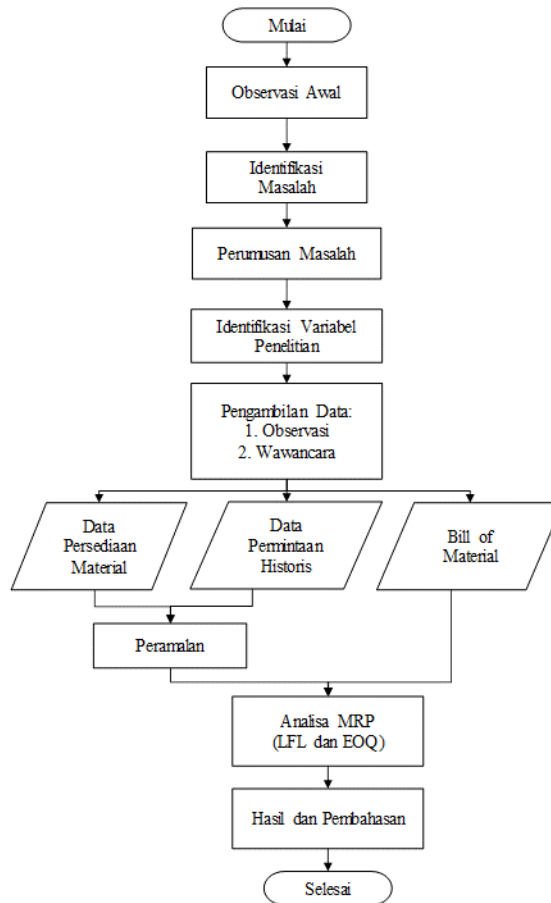 Mulai
Observasi Awal
Identifikasi
Masalah
Perumusan Masalah
Identifikasi Variabel
Penelitian
Pengambilan Data:
1. Observasi
2. Wawancara
Data
Persediaan
Material
Data
Permintaan
Historis
Bill of
Material
Peramalan
Analisa MRP
(LFL dan EOQ)
Hasil dan Pembahasan
Selesai